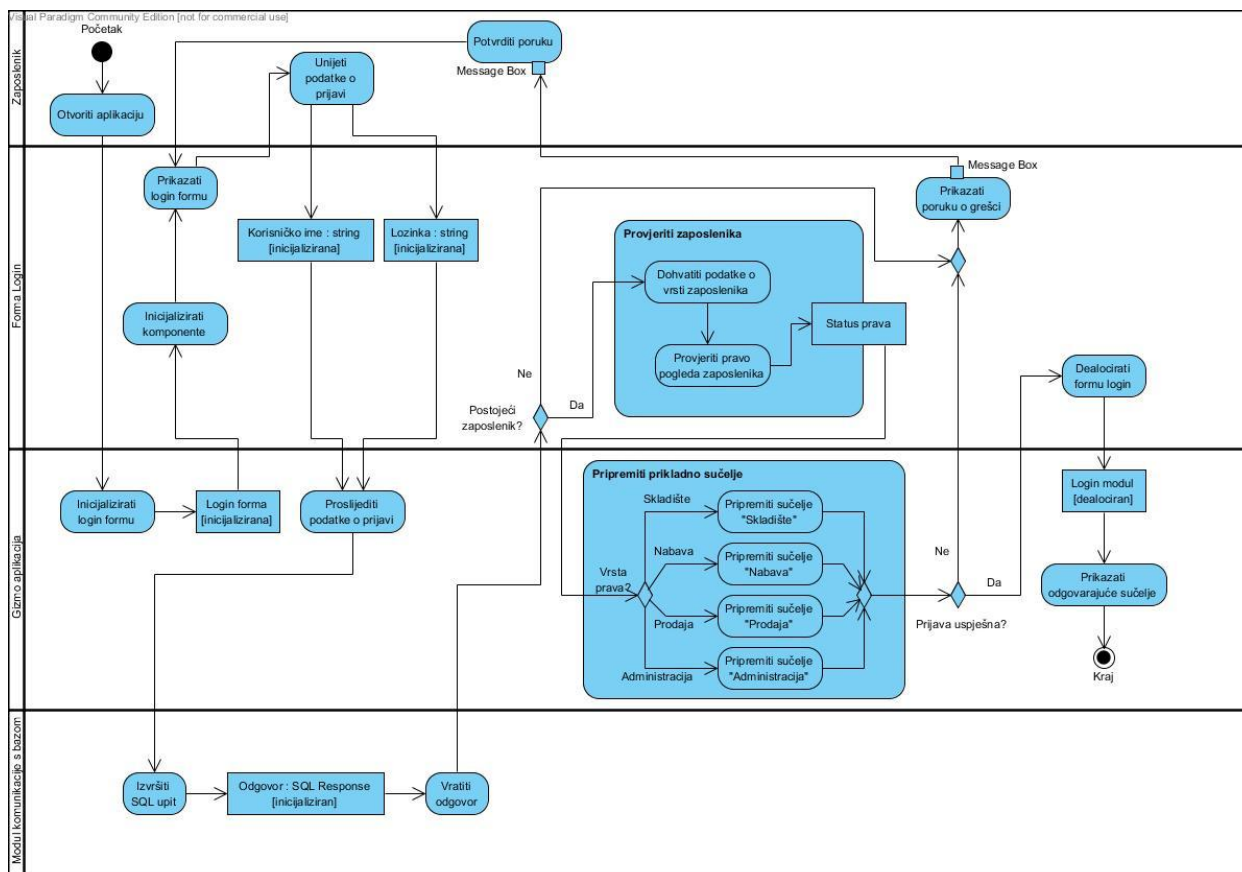 Visual Paradigm Community Edition [not for commercial use]
Zaposlenik
Početak
Otvoriti aplikaciju
Unijeti
podatke o
prijavi
Potvrditi poruku
Message Box
Forma Login
Prikazati
login formu
Korisničko ime : string
[inicijalizirana]
Lozinka : string
[inicijalizirana]
Inicijalizirati
komponente
Message Box
Prikazati
poruku o grešci
Provjeriti zaposlenika
Dohvatiti podatke o
vrsti zaposlenika
Status prava
Provjeriti pravo
pogleda zaposlenika
Ne
Da
Postojeći
zaposlenik?
Dealocirati
formu login
Gizmo aplikacija
Inicijalizirati
login formu
Login forma
[inicijalizirana]
Proslijediti
podatke o prijavi
Pripremiti prikladno sučelje
Skladište
Pripremiti sučelje
"Skladište"
Nabava
Pripremiti sučelje
"Nabava"
Vrsta
prava?
Prodaja
Pripremiti sučelje
"Prodaja"
Administracija
Pripremiti sučelje
"Administracija"
Ne
Da
Prijava uspješna?
Login modul
[dealociran]
Prikazati
odgovarajuće sučelje
Kraj
Modul komunikacije s bazom
Izvršiti
SQL upit
Odgovor : SQL Response
[inicijaliziran]
Vratiti
odgovor